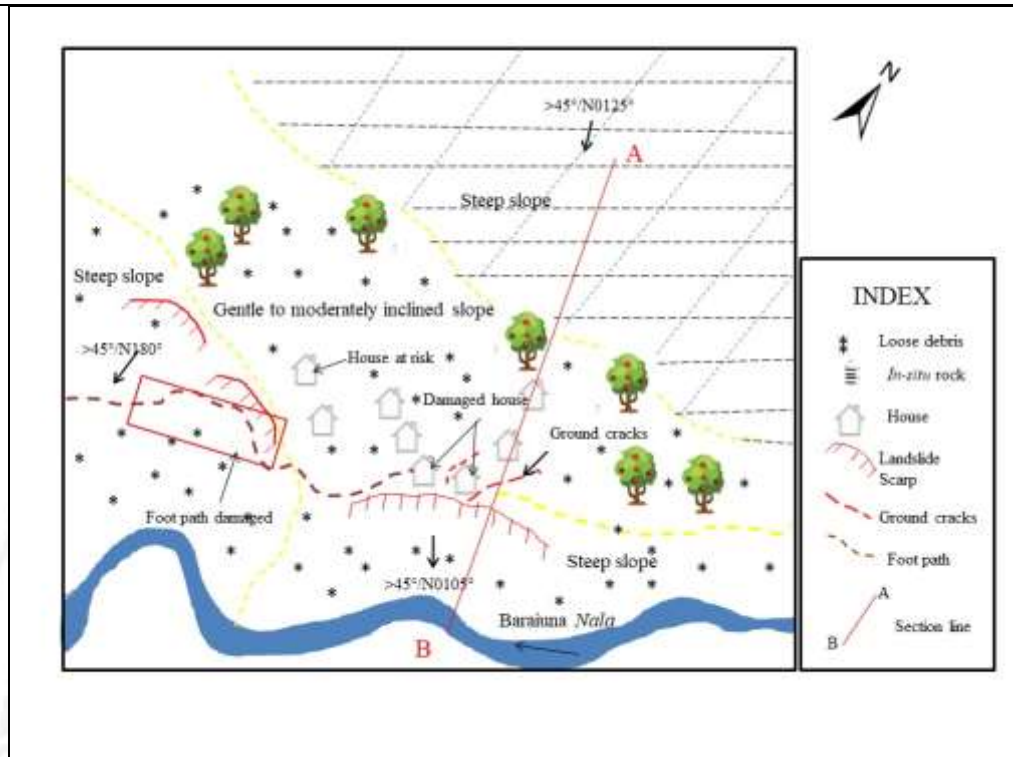 N
>45°/N0125°
A
Steep slope
Steep slope
Gentle to moderately inclined slope
>45°/N180°
House at risk
Damaged house
Ground cracks
Foot path damaged
Steep slope
>45°/N0105°
Baraiuna Nala
B
INDEX
Loose debris
In-situ rock
House
Landslide
Scarp
Ground cracks
Foot path
A
Section line
B